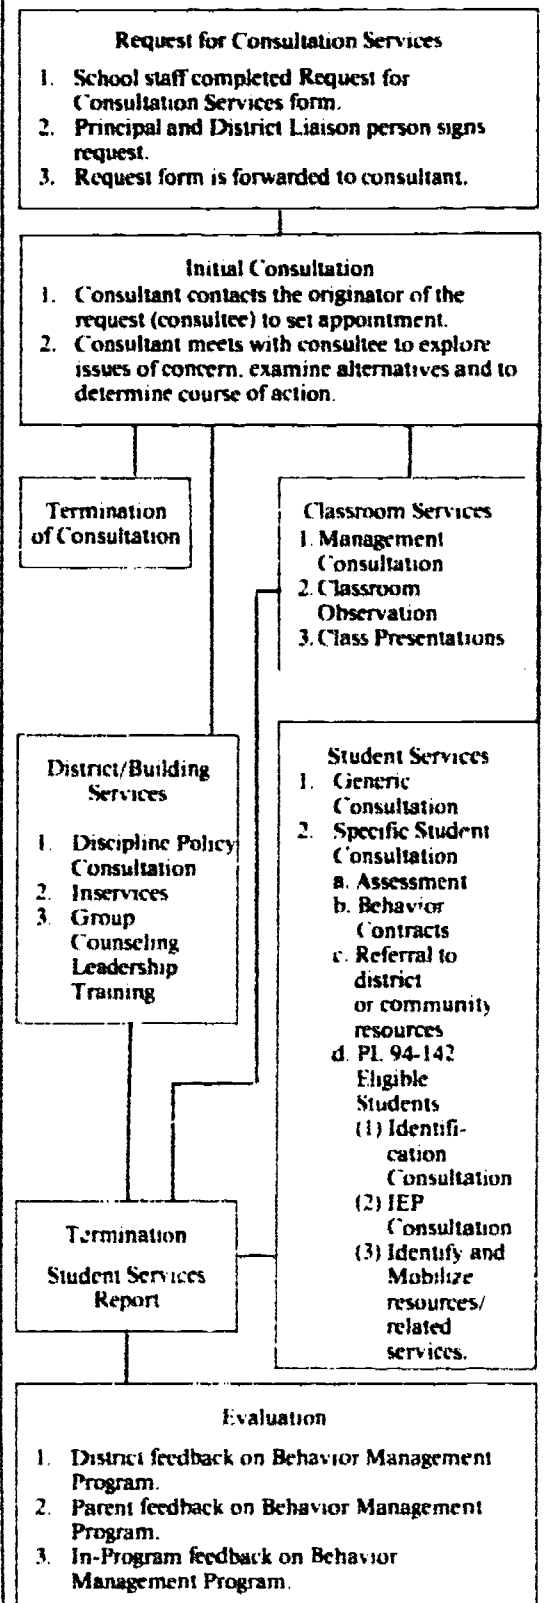 Request for Consultation Services
1. School staff completed Request for
Consultation Services form.
2. Principal and District Liaison person signs
request.
3. Request form is forwarded to consultant.
Initial Consultation
1. Consultant contacts the originator of the
request (consultee) to set appointment.
2. Consultant meets with consultee to explore
issues of concern, examine alternatives and to
determine course of action.
Termination
of Consultation
Classroom Services
1. Management
Consultation
2. Classroom
Observation
3. Class Presentations
District/Building
Services
1. Discipline Policy
Consultation
2. Inservices
3. Group
Counseling
Leadership
Training
Student Services
1. Generic
Consultation
2. Specific Student
Consultation
a. Assessment
b. Behavior
Contracts
c. Referral to
district
or community
resources
d. PL 94-142
Eligible
Students
(1) Identifi-
cation
Consultation
(2) IEP
Consultation
(3) Identify and
Mobilize
resources/
related
services.
Termination
Student Services
Report
Evaluation
1. District feedback on Behavior Management
Program.
2. Parent feedback on Behavior Management
Program.
3. In-Program feedback on Behavior
Management Program.